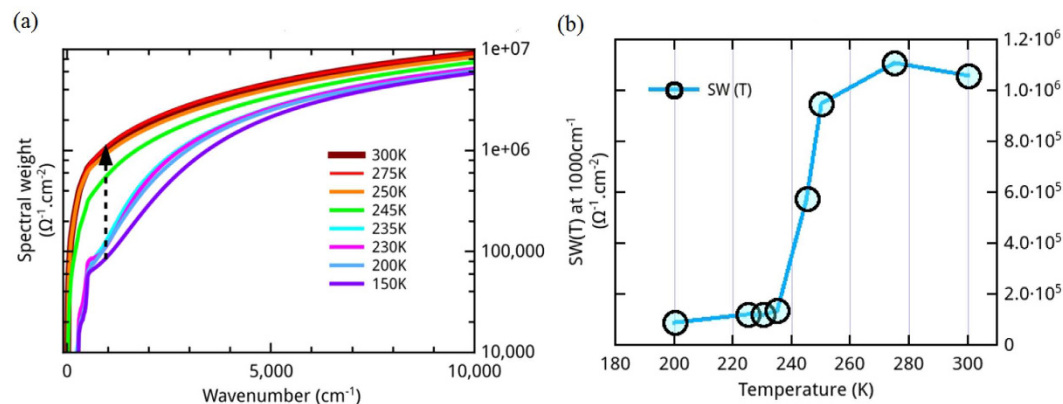 (a)
Spectral weight
(Ω⁻¹.cm⁻²)
1e+07
1e+06
100,000
10,000
300K
275K
250K
245K
235K
230K
200K
150K
0
5,000
10,000
Wavenumber (cm⁻¹)
(b)
SW(T) at 1000cm⁻¹
(Ω⁻¹.cm⁻²)
SW (T)
1.2·10⁶
1.0·10⁶
8.0·10⁵
6.0·10⁵
4.0·10⁵
2.0·10⁵
0
180
200
220
240
260
280
300
Temperature (K)